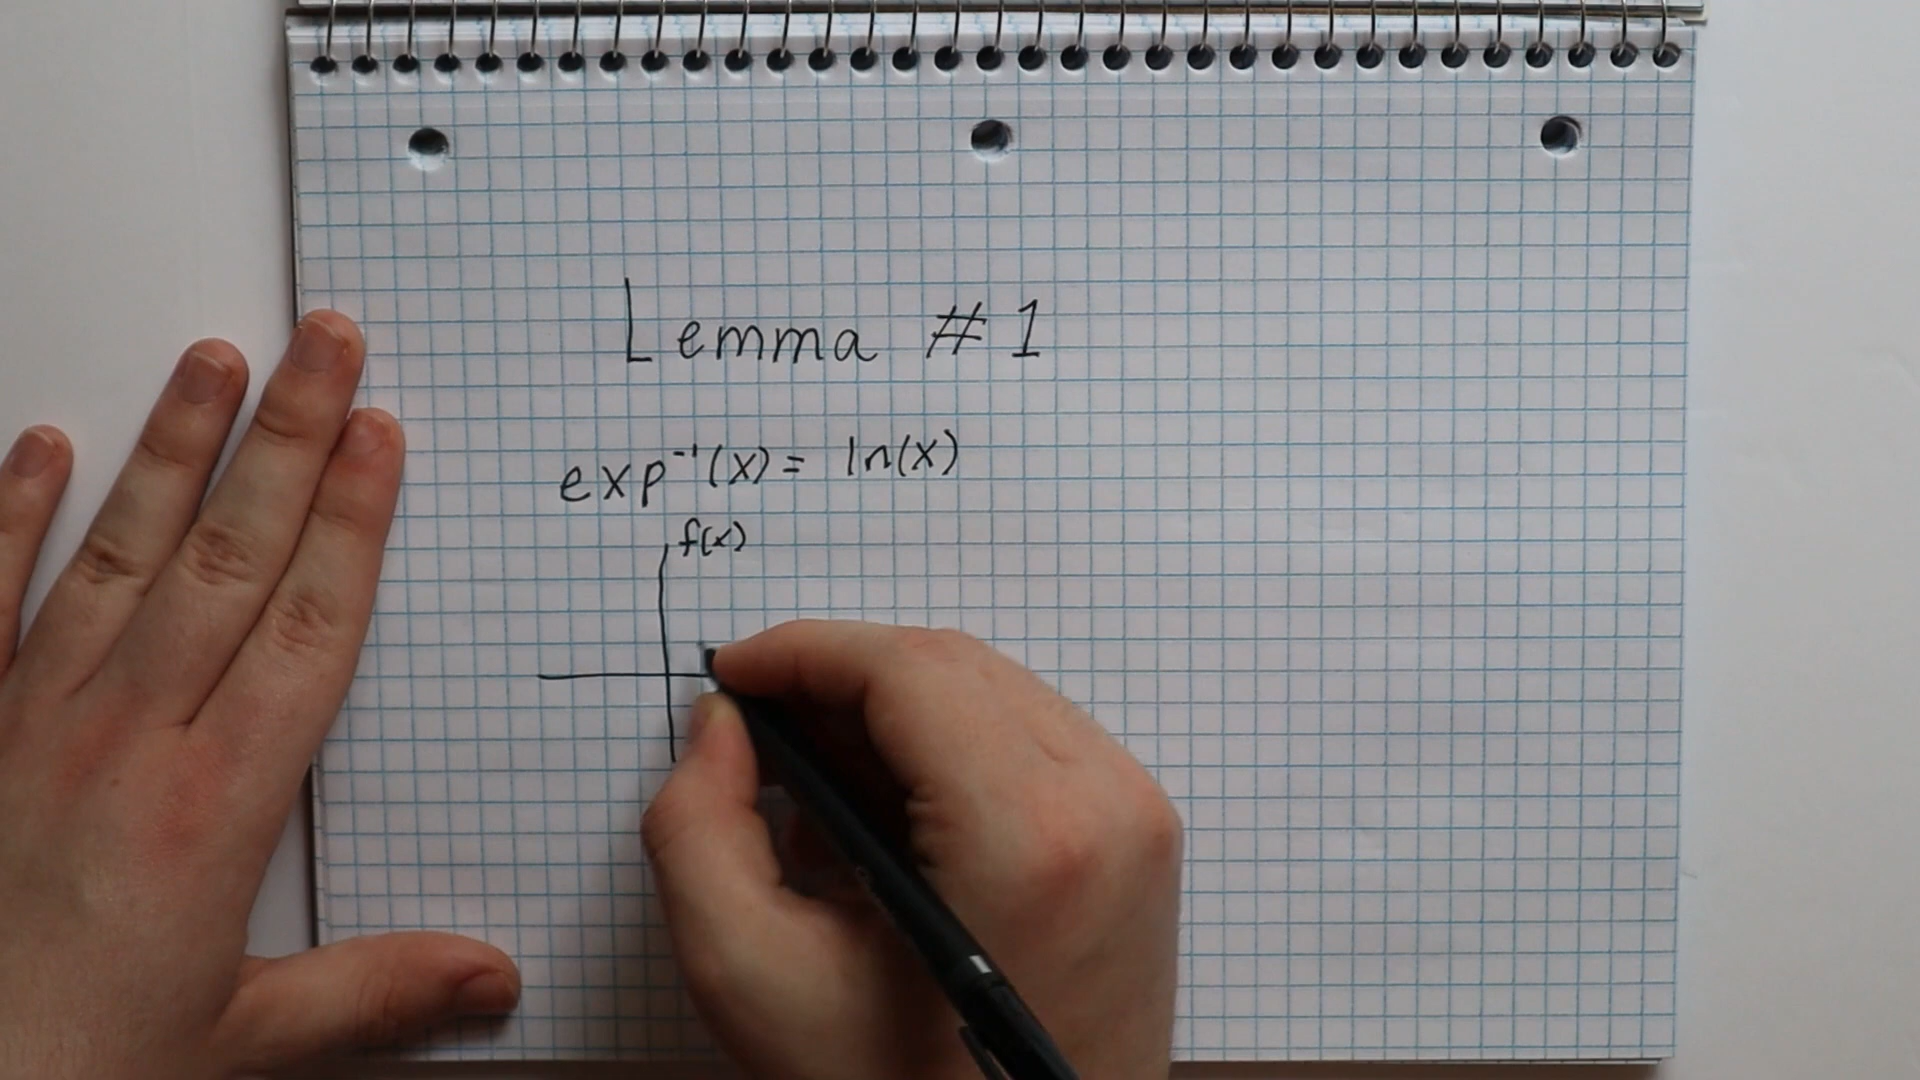 Lemma #1
exp⁻¹(x) = ln(x)
f(x)